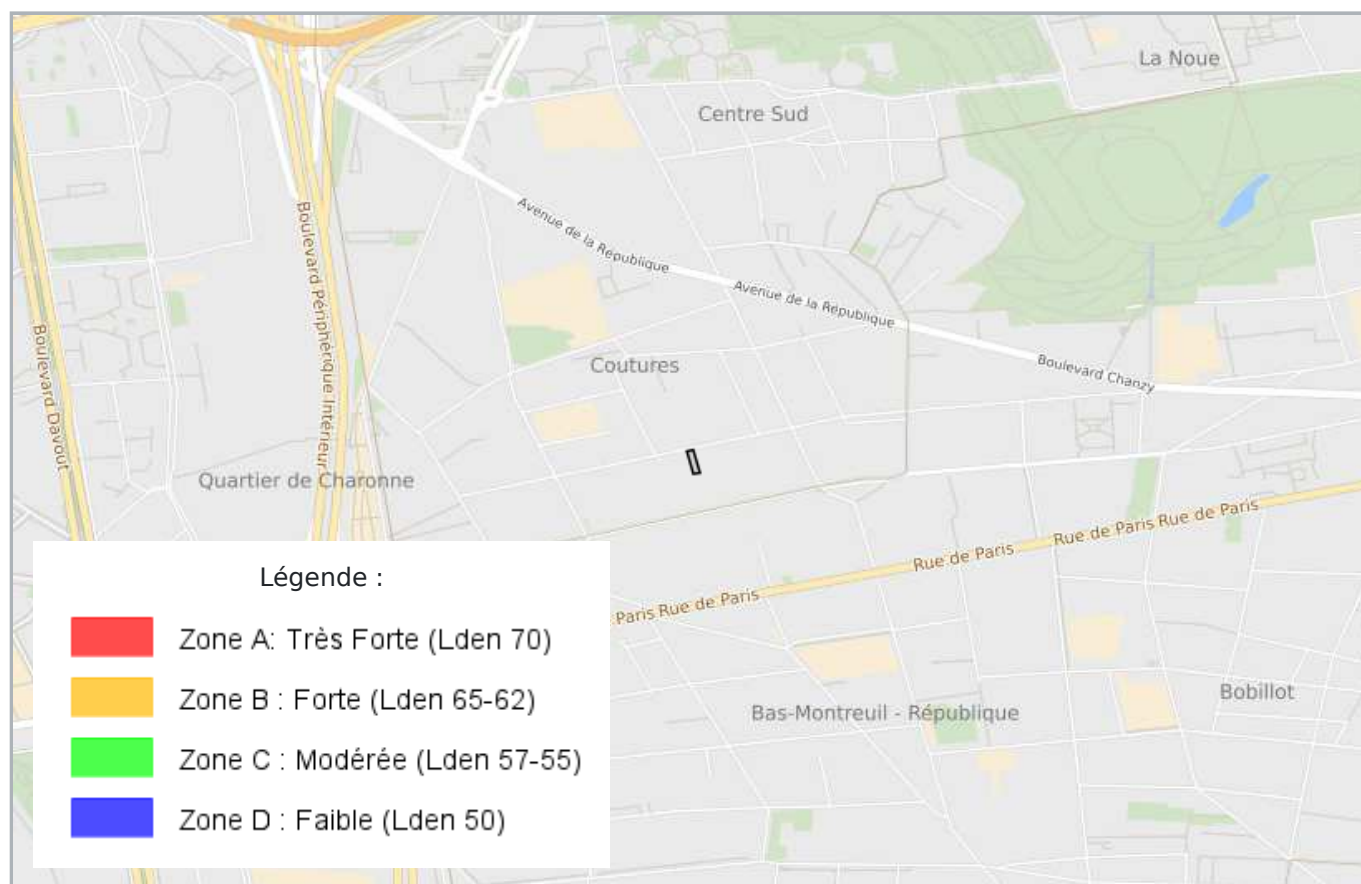 La Noue
Centre Sud
Avenue de la République
Avenue de la République
Boulevard Périphérique Intérieur
Boulevard Davout
Coutures
Boulevard Chanzy
Quartier de Charonne
Rue de Paris Rue de Paris
Rue de Paris
Paris Rue de Paris
Légende :
Zone A: Très Forte (Lden 70)
Zone B : Forte (Lden 65-62)
Zone C : Modérée (Lden 57-55)
Zone D : Faible (Lden 50)
Bobillot
Bas-Montreuil - République